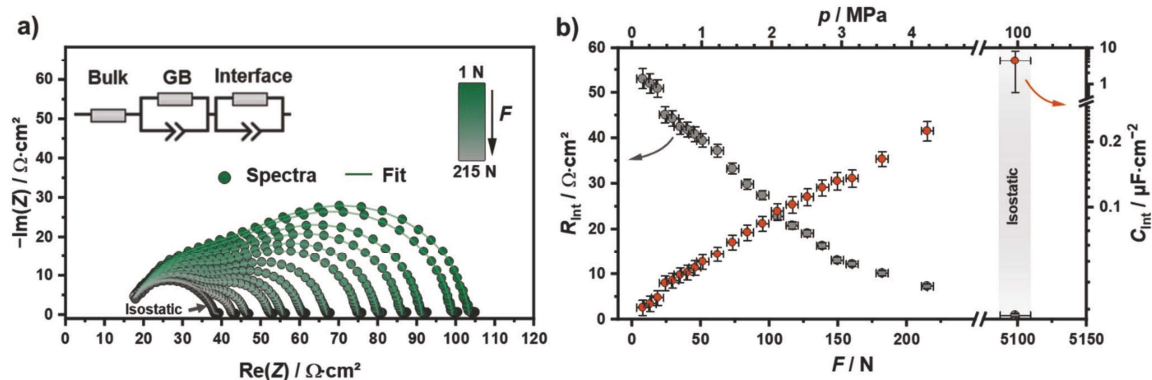 a)
Bulk GB Interface
1 N
F
215 N
Spectra Fit
Isostatic
−Im(Z) / Ω·cm²
60
50
40
30
20
10
0
0 10 20 30 40 50 60 70 80 90 100 110 120
Re(Z) / Ω·cm²
b)
p / MPa
0 1 2 3 4 100
R_Int / Ω·cm²
60
50
40
30
20
10
0
Isostatic
10
1
0.2
0.1
C_Int / µF·cm⁻²
0 50 100 150 200 5100 5150
F / N